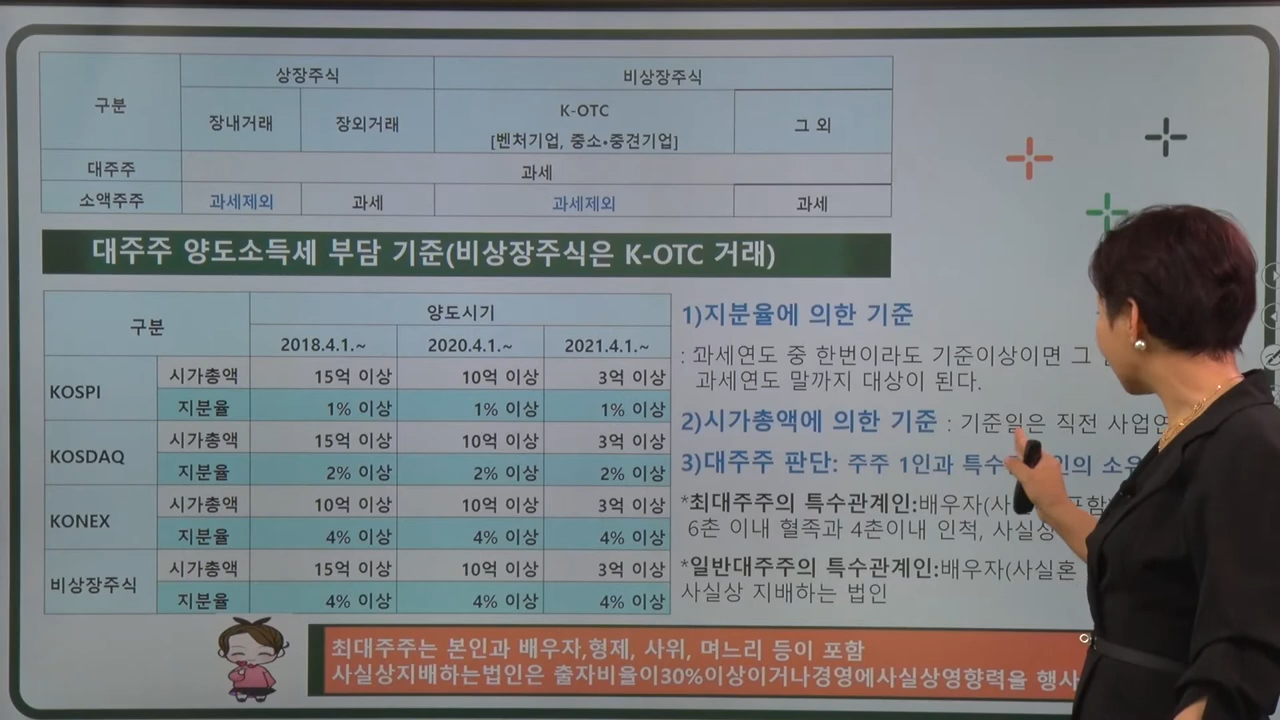 구분 상장주식 비상장주식
장내거래 장외거래 K-OTC [벤처기업, 중소•중견기업] 그 외
대주주 과세
소액주주 과세제외 과세 과세제외 과세
대주주 양도소득세 부담 기준(비상장주식은 K-OTC 거래)
구분 양도시기
2018.4.1.~ 2020.4.1.~ 2021.4.1.~
KOSPI 시가총액 15억 이상 10억 이상 3억 이상
지분율 1% 이상 1% 이상 1% 이상
KOSDAQ 시가총액 15억 이상 10억 이상 3억 이상
지분율 2% 이상 2% 이상 2% 이상
KONEX 시가총액 10억 이상 10억 이상 3억 이상
지분율 4% 이상 4% 이상 4% 이상
비상장주식 시가총액 15억 이상 10억 이상 3억 이상
지분율 4% 이상 4% 이상 4% 이상
1)지분율에 의한 기준
: 과세연도 중 한번이라도 기준이상이면 그
과세연도 말까지 대상이 된다.
2)시가총액에 의한 기준 : 기준일은 직전
3)대주주 판단: 주주 1인과
*최대주주의 특수관계인:배우자
6촌 이내 혈족과 4촌이내 인척,
*일반대주주의 특수관계인:배우자(사실혼
사실상 지배하는 법인
최대주주는 본인과 배우자,형제, 사위, 며느리 등이 포함
사실상지배하는법인은 출자비율이30%이상이거나경영에사실상영향력을 행사